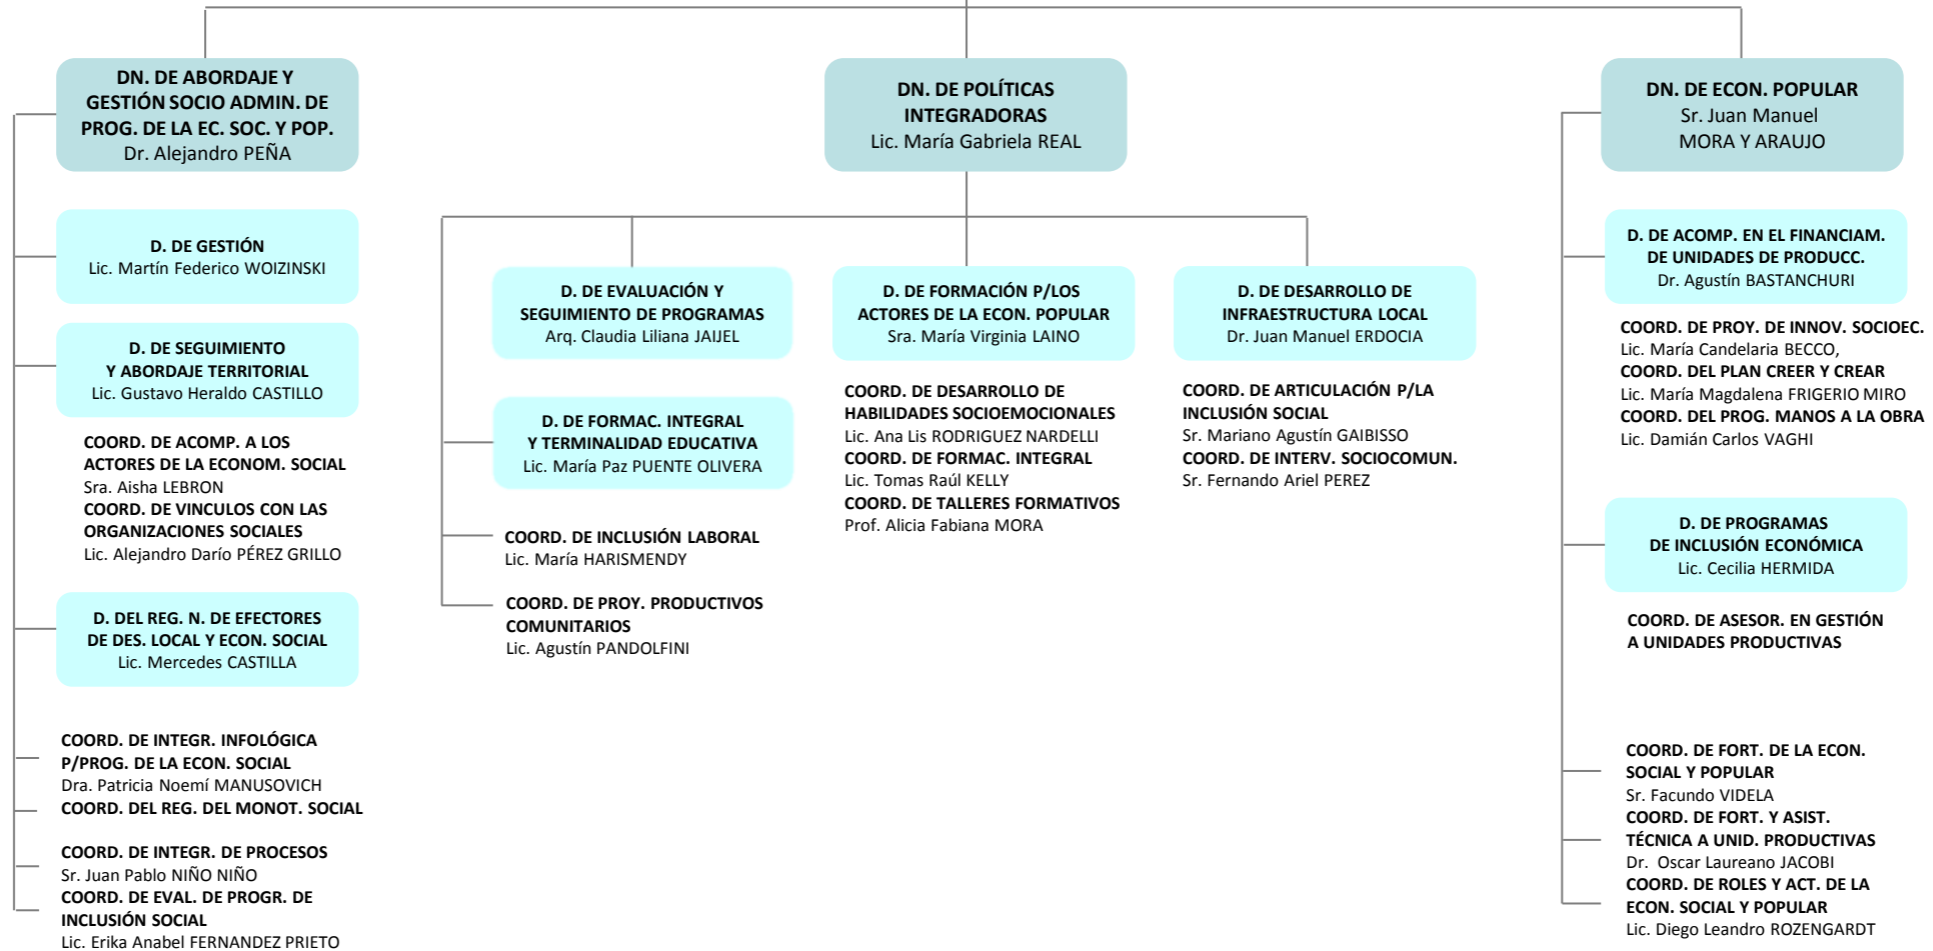 DN. DE ABORDAJE Y
GESTIÓN SOCIO ADMIN. DE
PROG. DE LA EC. SOC. Y POP.
Dr. Alejandro PEÑA
D. DE GESTIÓN
Lic. Martín Federico WOIZINSKI
D. DE SEGUIMIENTO
Y ABORDAJE TERRITORIAL
Lic. Gustavo Heraldo CASTILLO
COORD. DE ACOMP. A LOS
ACTORES DE LA ECONOM. SOCIAL
Sra. Aisha LEBRON
COORD. DE VINCULOS CON LAS
ORGANIZACIONES SOCIALES
Lic. Alejandro Darío PÉREZ GRILLO
D. DEL REG. N. DE EFECTORES
DE DES. LOCAL Y ECON. SOCIAL
Lic. Mercedes CASTILLA
COORD. DE INTEGR. INFOLÓGICA
P/PROG. DE LA ECON. SOCIAL
Dra. Patricia Noemí MANUSOVICH
COORD. DEL REG. DEL MONOT. SOCIAL
COORD. DE INTEGR. DE PROCESOS
Sr. Juan Pablo NIÑO NIÑO
COORD. DE EVAL. DE PROGR. DE
INCLUSIÓN SOCIAL
Lic. Erika Anabel FERNANDEZ PRIETO
DN. DE POLÍTICAS
INTEGRADORAS
Lic. María Gabriela REAL
D. DE EVALUACIÓN Y
SEGUIMIENTO DE PROGRAMAS
Arq. Claudia Liliana JAIJEL
D. DE FORMAC. INTEGRAL
Y TERMINALIDAD EDUCATIVA
Lic. María Paz PUENTE OLIVERA
COORD. DE INCLUSIÓN LABORAL
Lic. María HARISMENDY
COORD. DE PROY. PRODUCTIVOS
COMUNITARIOS
Lic. Agustín PANDOLFINI
D. DE FORMACIÓN P/LOS
ACTORES DE LA ECON. POPULAR
Sra. María Virginia LAINO
COORD. DE DESARROLLO DE
HABILIDADES SOCIOEMOCIONALES
Lic. Ana Lis RODRIGUEZ NARDELLI
COORD. DE FORMAC. INTEGRAL
Lic. Tomas Raúl KELLY
COORD. DE TALLERES FORMATIVOS
Prof. Alicia Fabiana MORA
D. DE DESARROLLO DE
INFRAESTRUCTURA LOCAL
Dr. Juan Manuel ERDOCIA
COORD. DE ARTICULACIÓN P/LA
INCLUSIÓN SOCIAL
Sr. Mariano Agustín GAIBISSO
COORD. DE INTERV. SOCIOCOMUN.
Sr. Fernando Ariel PEREZ
DN. DE ECON. POPULAR
Sr. Juan Manuel
MORA Y ARAUJO
D. DE ACOMP. EN EL FINANCIAM.
DE UNIDADES DE PRODUCC.
Dr. Agustín BASTANCHURI
COORD. DE PROY. DE INNOV. SOCIOEC.
Lic. María Candelaria BECCO,
COORD. DEL PLAN CREER Y CREAR
Lic. María Magdalena FRIGERIO MIRO
COORD. DEL PROG. MANOS A LA OBRA
Lic. Damián Carlos VAGHI
D. DE PROGRAMAS
DE INCLUSIÓN ECONÓMICA
Lic. Cecilia HERMIDA
COORD. DE ASESOR. EN GESTIÓN
A UNIDADES PRODUCTIVAS
COORD. DE FORT. DE LA ECON.
SOCIAL Y POPULAR
Sr. Facundo VIDELA
COORD. DE FORT. Y ASIST.
TÉCNICA A UNID. PRODUCTIVAS
Dr. Oscar Laureano JACOBI
COORD. DE ROLES Y ACT. DE LA
ECON. SOCIAL Y POPULAR
Lic. Diego Leandro ROZENGARDT